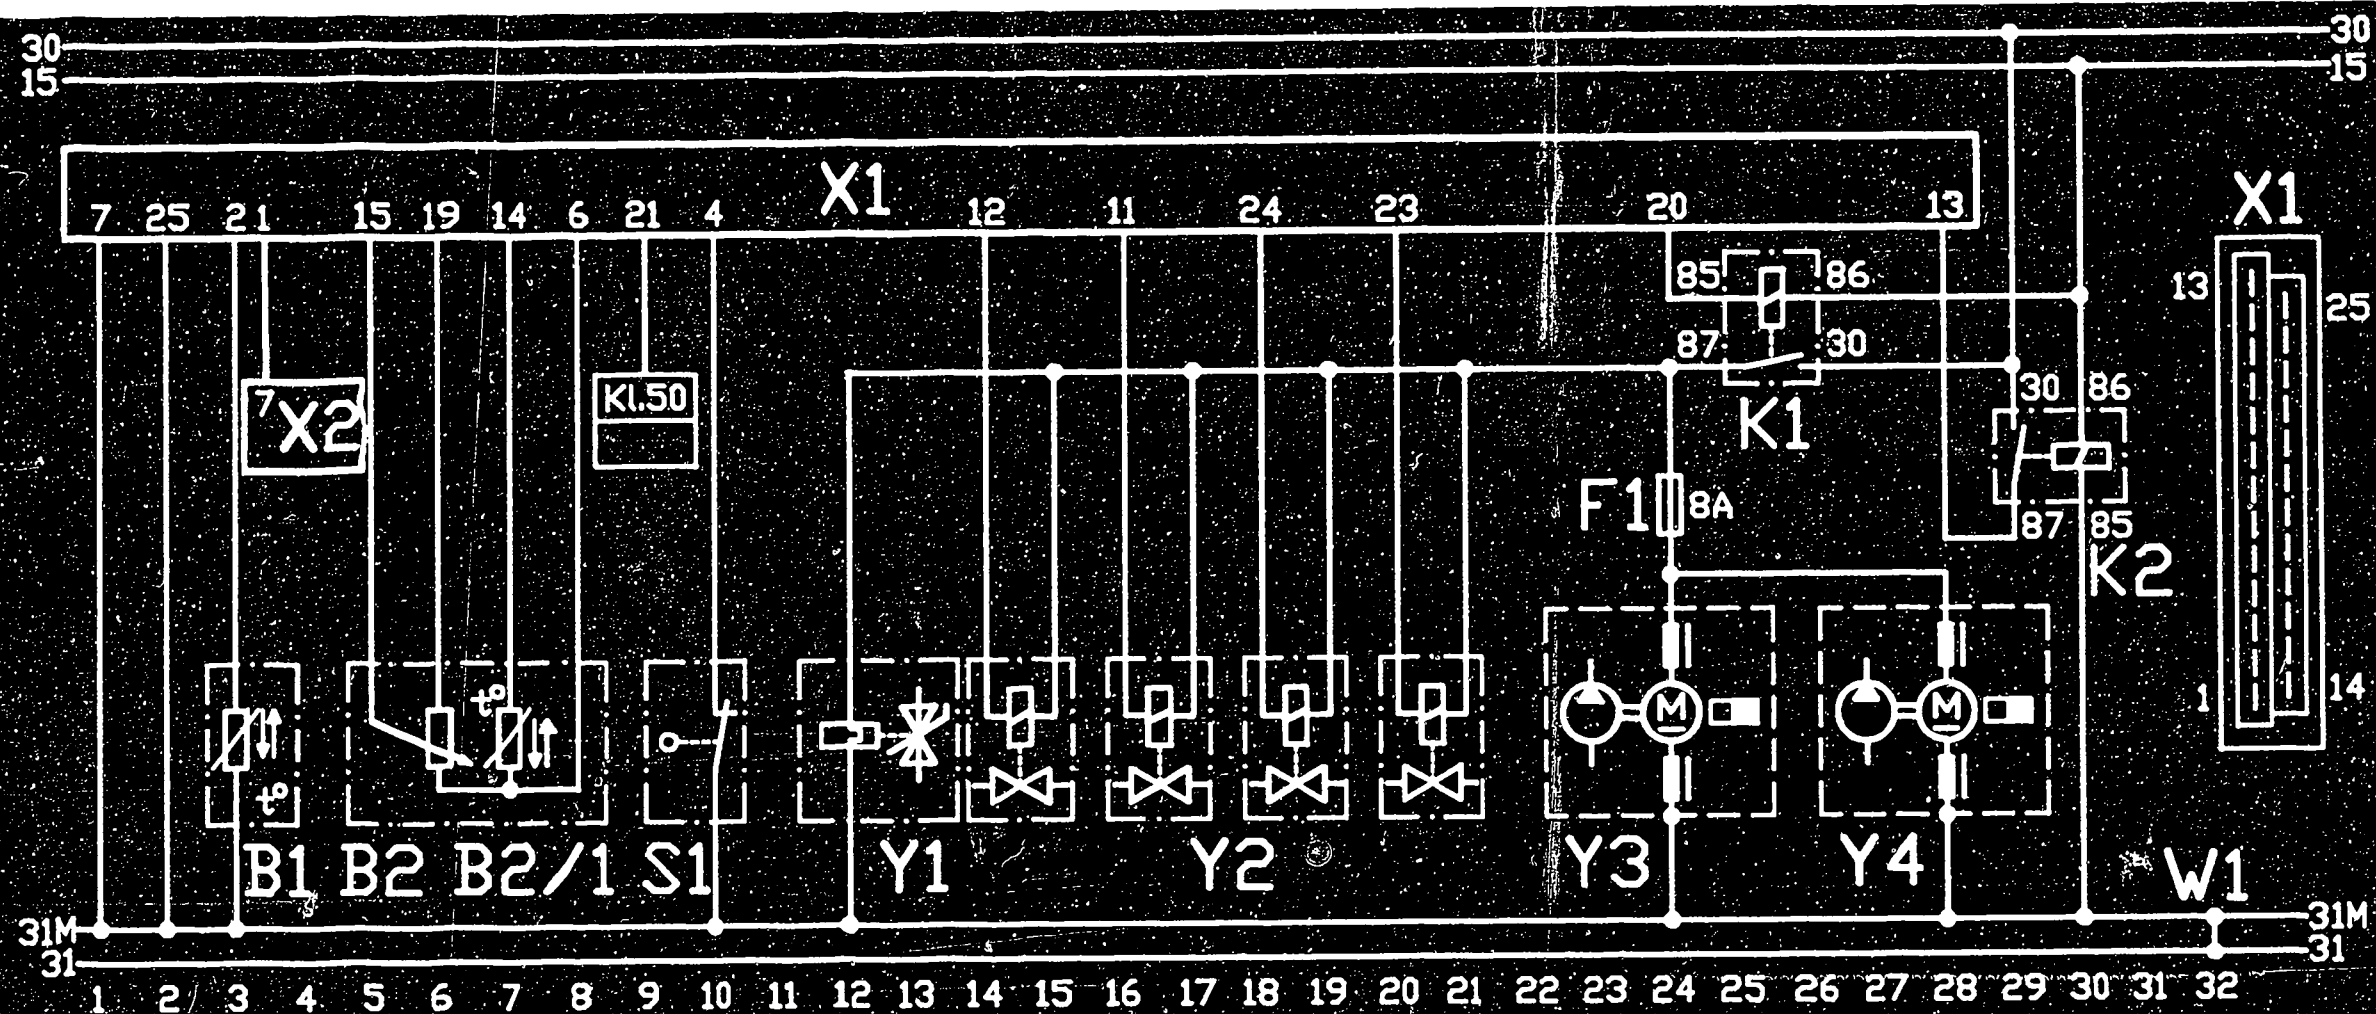 30 30
15 15
X1
7 25 2 1 15 19 14 6 21 4 12 11 24 23 20 13
X1
85 86
13 25
87 30
7 X2
Kl.50
30 86
K1
F1 8A
87 85
K2
t°
M M
1 14
t°
B1 B2 B2/1 S1 Y1 Y2 Y3 Y4 W1
31M 31M
31 31
1 2 3 4 5 6 7 8 9 10 11 12 13 14 15 16 17 18 19 20 21 22 23 24 25 26 27 28 29 30 31 32